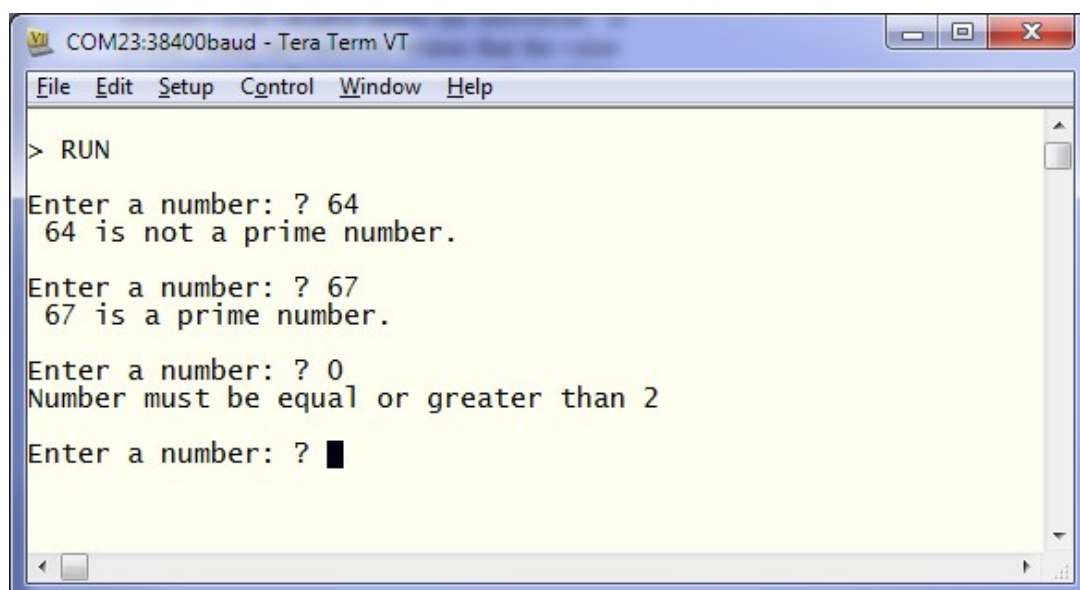 COM23:38400baud - Tera Term VT
File Edit Setup Control Window Help
> RUN
Enter a number: ? 64
64 is not a prime number.
Enter a number: ? 67
67 is a prime number.
Enter a number: ? 0
Number must be equal or greater than 2
Enter a number: ?